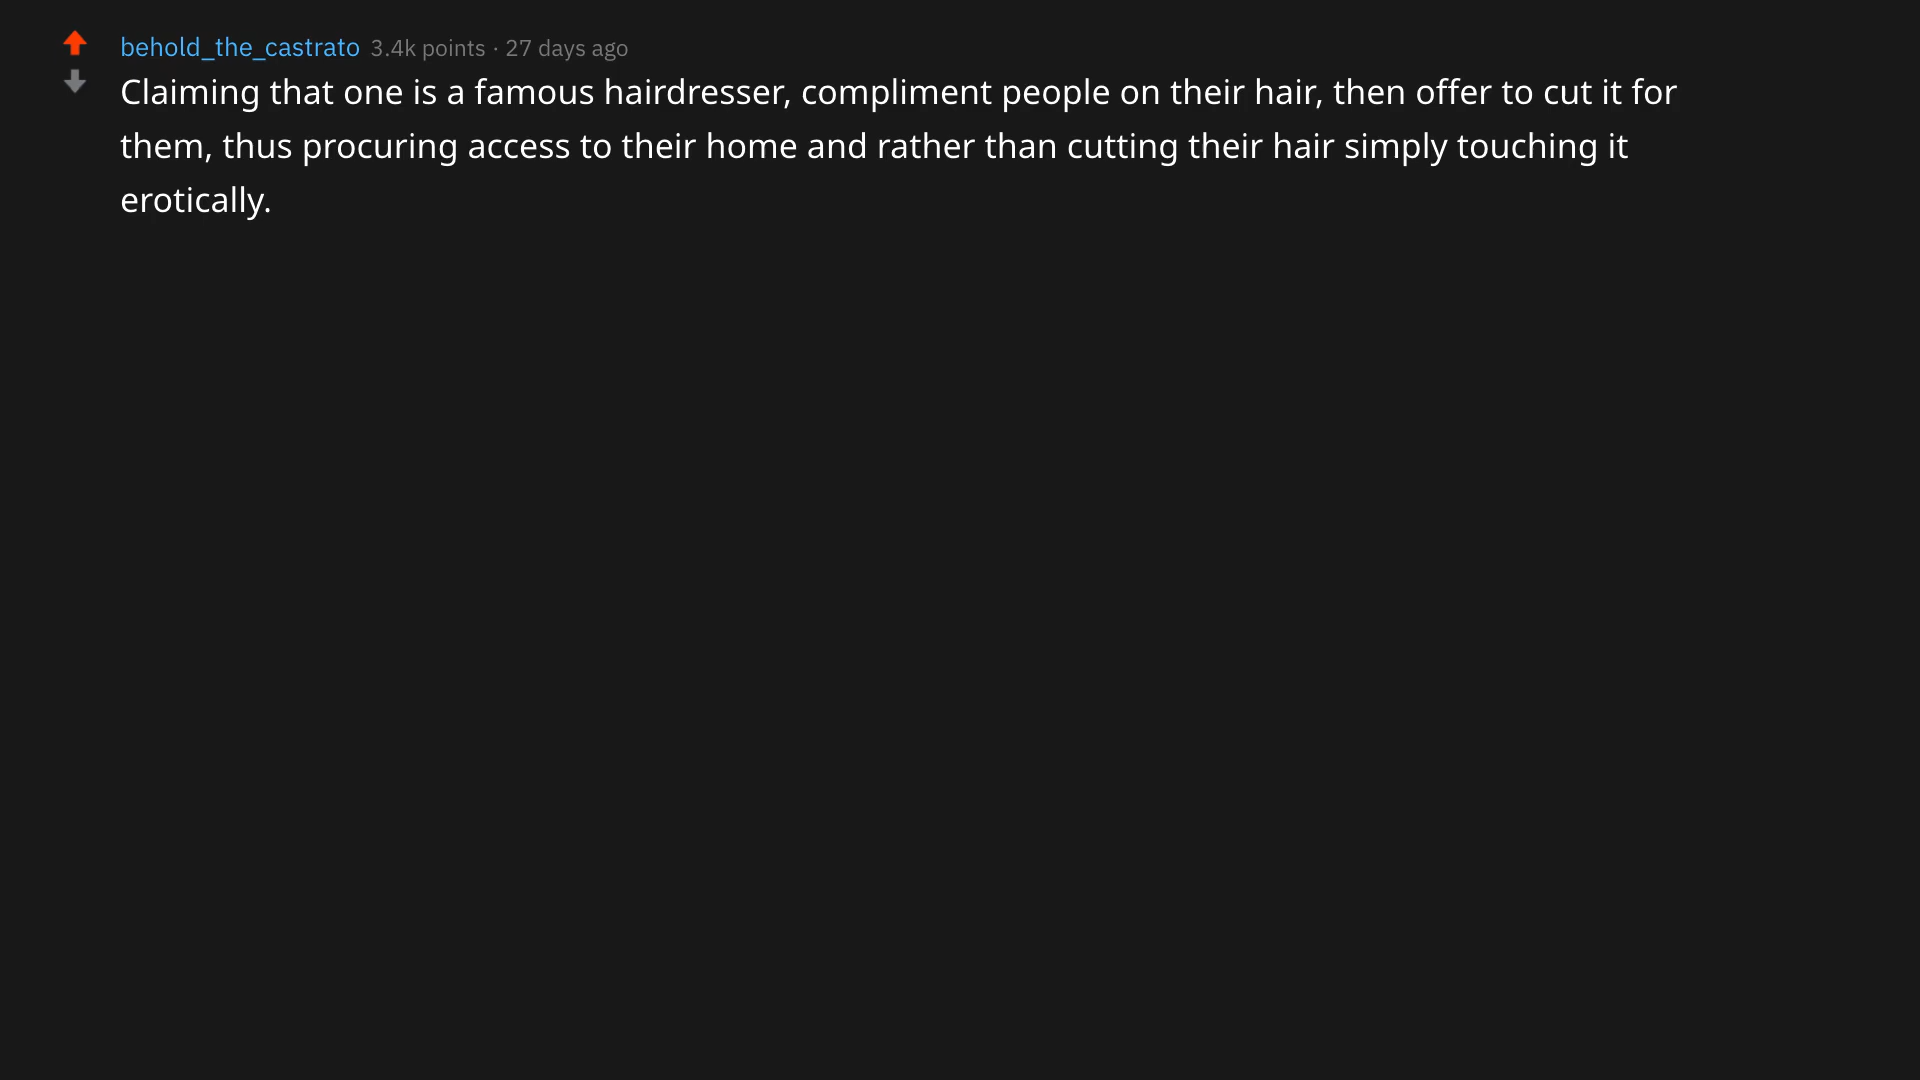 behold_the_castrato 3.4k points · 27 days ago
Claiming that one is a famous hairdresser, compliment people on their hair, then offer to cut it for
them, thus procuring access to their home and rather than cutting their hair simply touching it
erotically.